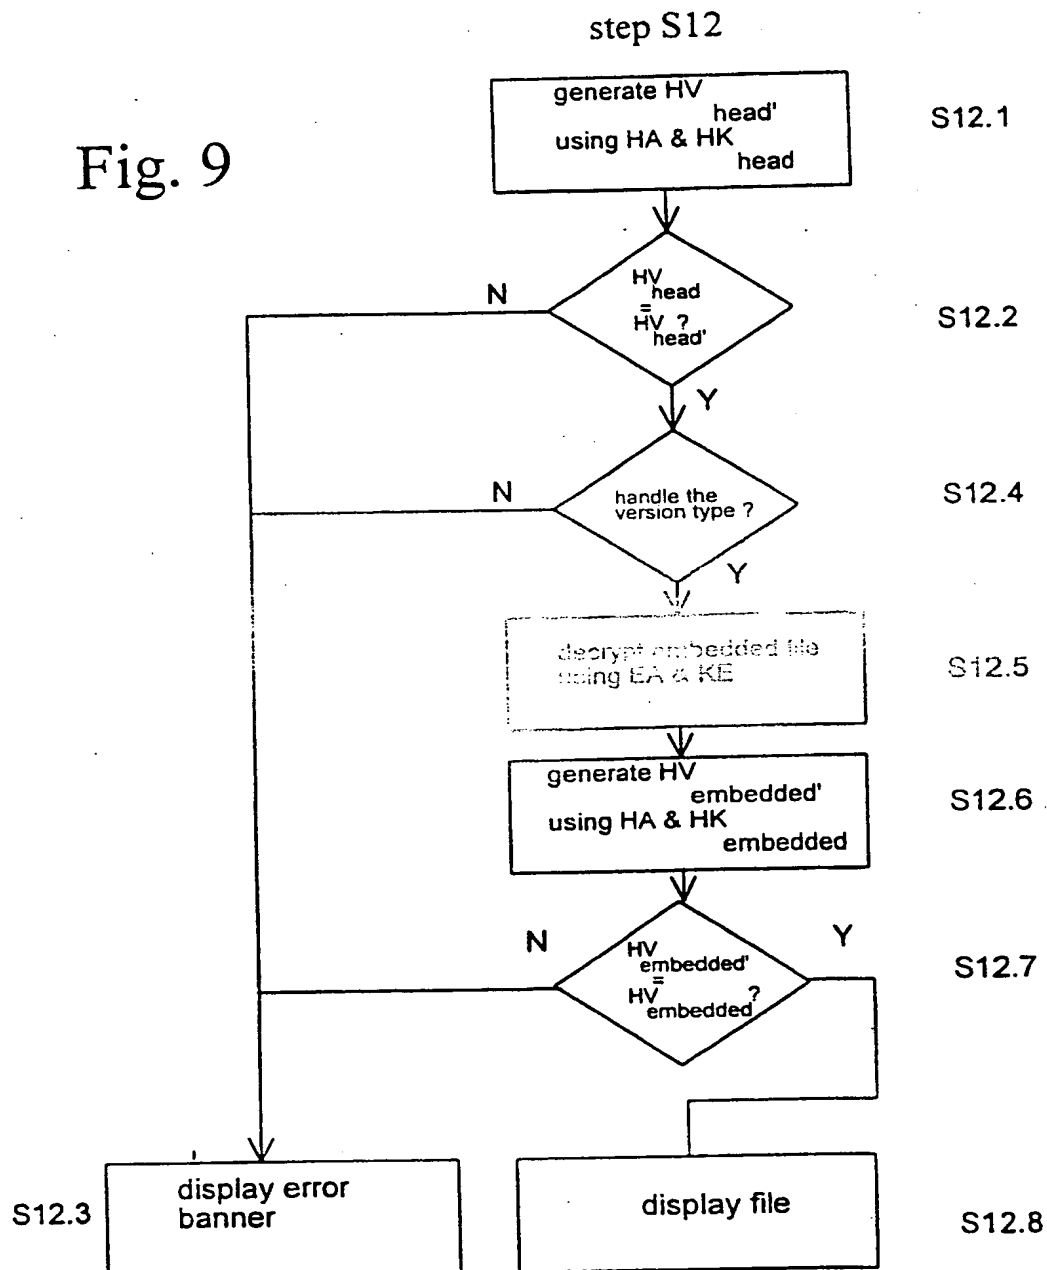 step S12
Fig. 9
generate HV head'
using HA & HK head
S12.1
HV head
=
HV head' ?
S12.2
N
Y
handle the
version type ?
S12.4
N
Y
decrypt embedded file
using EA & KE
S12.5
generate HV embedded'
using HA & HK embedded
S12.6
HV embedded'
=
HV embedded ?
S12.7
N
Y
display error
banner
S12.3
display file
S12.8